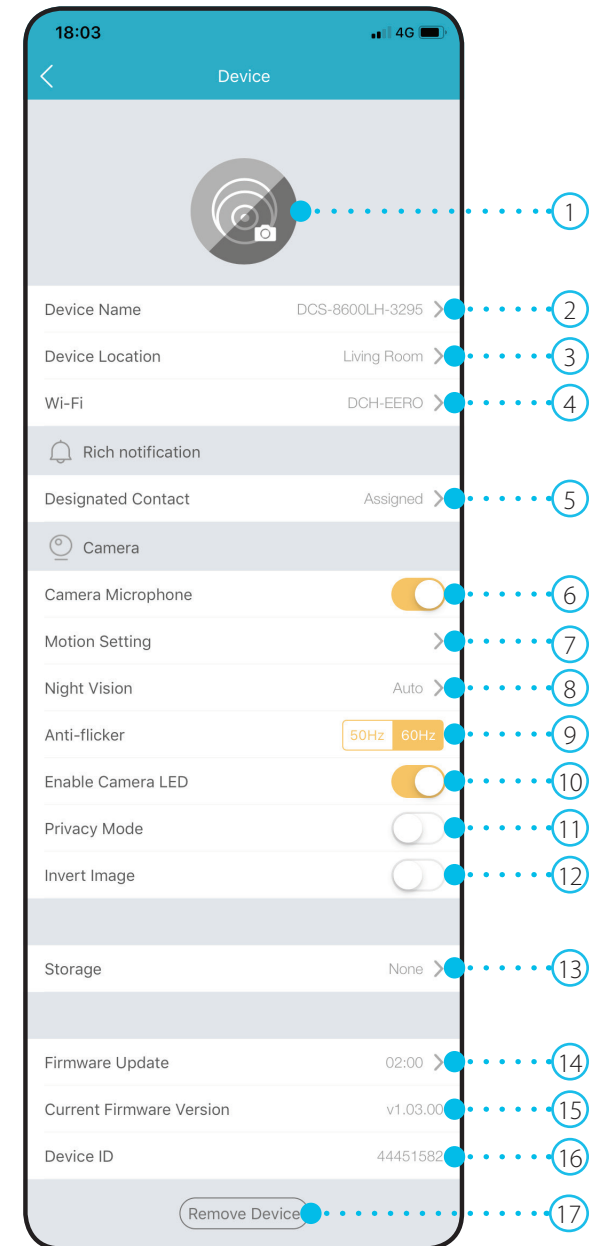 18:03 4G
Device
1
Device Name DCS-8600LH-3295 2
Device Location Living Room 3
Wi-Fi DCH-EERO 4
Rich notification
Designated Contact Assigned 5
Camera
Camera Microphone 6
Motion Setting 7
Night Vision Auto 8
Anti-flicker 50Hz 60Hz 9
Enable Camera LED 10
Privacy Mode 11
Invert Image 12
Storage None 13
Firmware Update 02:00 14
Current Firmware Version v1.03.00 15
Device ID 44451582 16
Remove Device 17